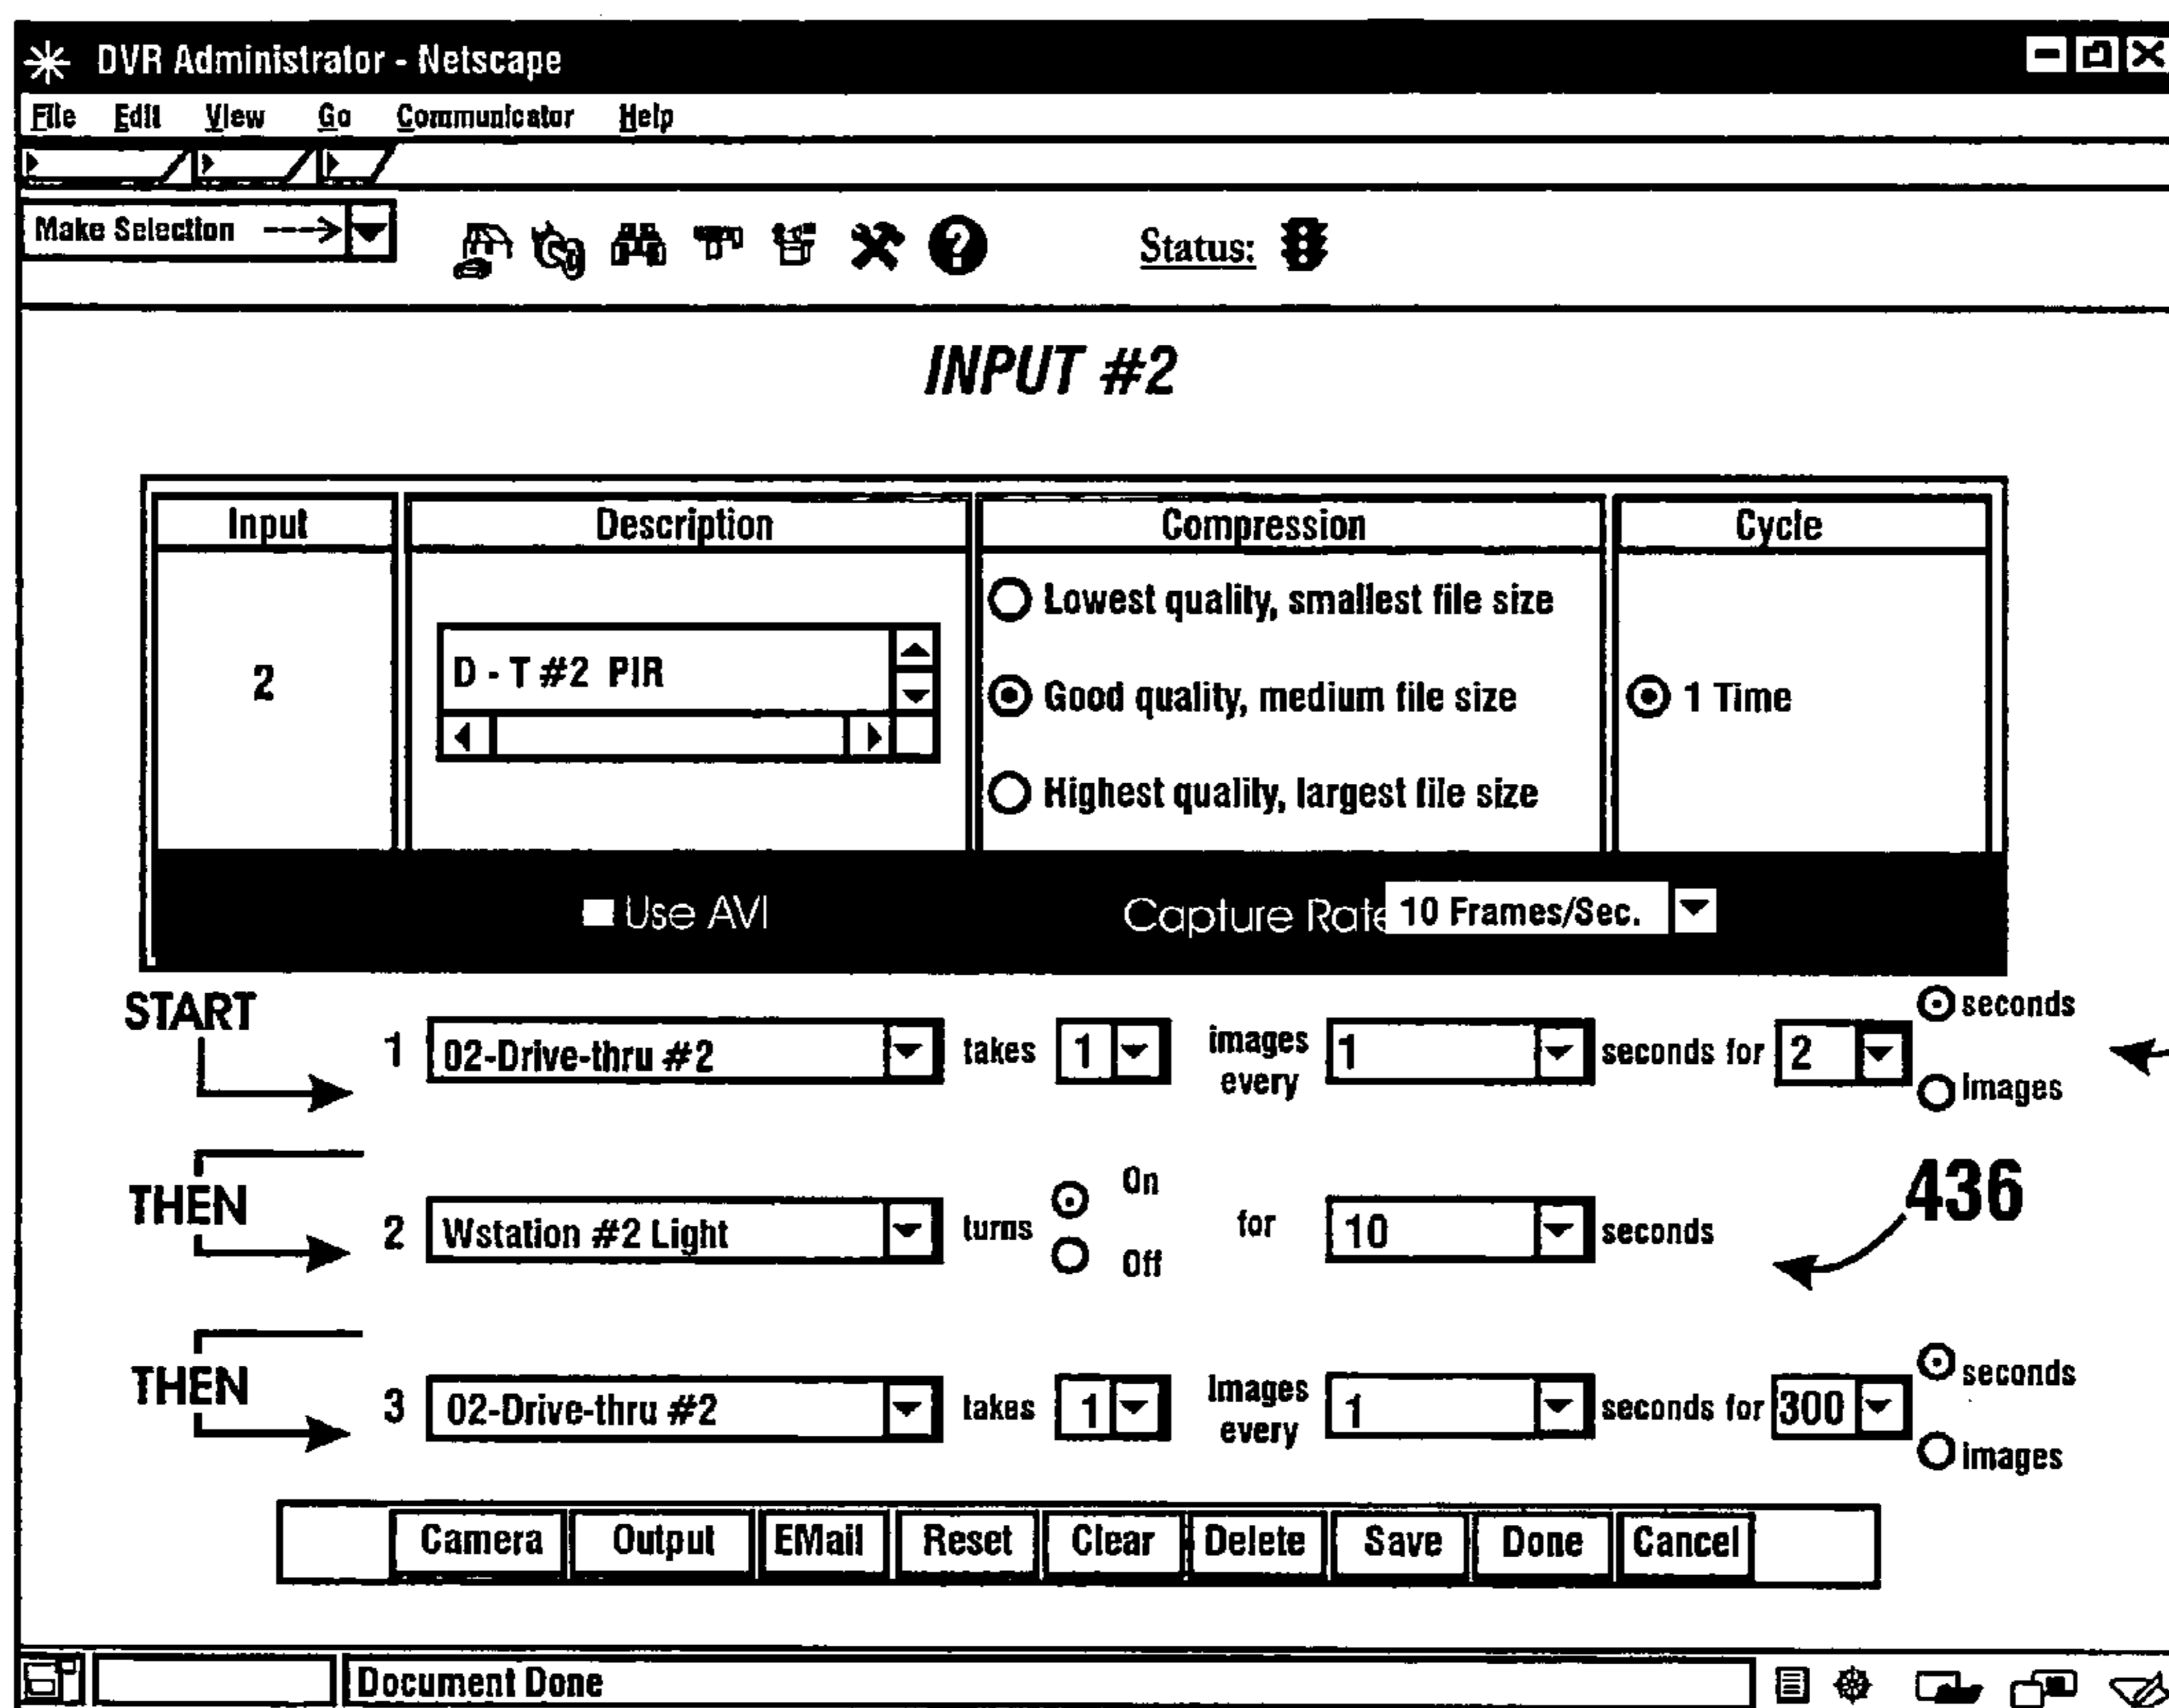 DVR Administrator - Netscape
File Edit View Go Communicator Help
Make Selection
Status:
INPUT #2
Input Description Compression Cycle
Lowest quality, smallest file size
2 D - T #2 PIR Good quality, medium file size 1 Time
Highest quality, largest file size
Use AVI Capture Rate 10 Frames/Sec.
START 1 02-Drive-thru #2 takes 1 images every 1 seconds for 2 seconds images
THEN 2 Wstation #2 Light turns On Off for 10 seconds 436
THEN 3 02-Drive-thru #2 takes 1 Images every 1 seconds for 300 seconds images
Camera Output EMail Reset Clear Delete Save Done Cancel
Document Done